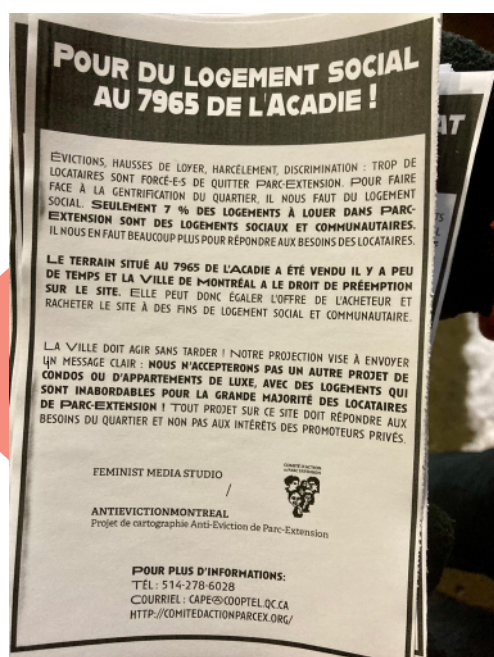 POUR DU LOGEMENT SOCIAL
AU 7965 DE L'ACADIE !
ÉVICTIONS, HAUSSES DE LOYER, HARCÈLEMENT, DISCRIMINATION : TROP DE
LOCATAIRES SONT FORCÉ-E-S DE QUITTER PARC-EXTENSION. POUR FAIRE
FACE À LA GENTRIFICATION DU QUARTIER, IL NOUS FAUT DU LOGEMENT
SOCIAL. SEULEMENT 7 % DES LOGEMENTS À LOUER DANS PARC-
EXTENSION SONT DES LOGEMENTS SOCIAUX ET COMMUNAUTAIRES.
IL NOUS EN FAUT BEAUCOUP PLUS POUR RÉPONDRE AUX BESOINS DES LOCATAIRES.
LE TERRAIN SITUÉ AU 7965 DE L'ACADIE A ÉTÉ VENDU IL Y A PEU
DE TEMPS ET LA VILLE DE MONTRÉAL A LE DROIT DE PRÉEMPTION
SUR LE SITE. ELLE PEUT DONC ÉGALER L'OFFRE DE L'ACHETEUR ET
RACHETER LE SITE À DES FINS DE LOGEMENT SOCIAL ET COMMUNAUTAIRE.
LA VILLE DOIT AGIR SANS TARDER ! NOTRE PROJECTION VISE À ENVOYER
UN MESSAGE CLAIR : NOUS N'ACCEPTERONS PAS UN AUTRE PROJET DE
CONDOS OU D'APPARTEMENTS DE LUXE, AVEC DES LOGEMENTS QUI
SONT INABORDABLES POUR LA GRANDE MAJORITÉ DES LOCATAIRES
DE PARC-EXTENSION ! TOUT PROJET SUR CE SITE DOIT RÉPONDRE AUX
BESOINS DU QUARTIER ET NON PAS AUX INTÉRÊTS DES PROMOTEURS PRIVÉS.
COMITÉ D'ACTION
DE PARC EXTENSION
FEMINIST MEDIA STUDIO
/
ANTIEVICTIONMONTREAL
Projet de cartographie Anti-Eviction de Parc-Extension
POUR PLUS D'INFORMATIONS:
TÉL: 514-278-6028
COURRIEL: CAPE@COOPTEL.QC.CA
HTTP://COMITEDACTIONPARCEX.ORG/
AT